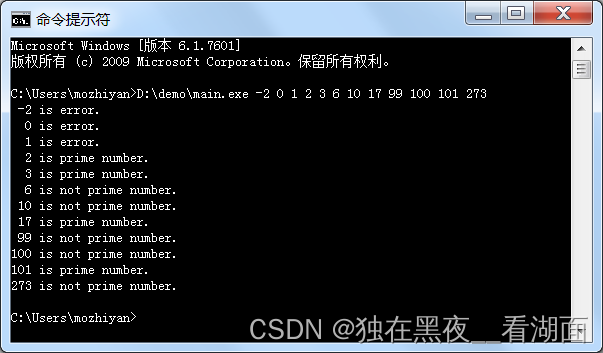 命令提示符
Microsoft Windows [版本 6.1.7601]
版权所有 (c) 2009 Microsoft Corporation。保留所有权利。
C:\Users\mozhiyan>D:\demo\main.exe -2 0 1 2 3 6 10 17 99 100 101 273
-2 is error.
0 is error.
1 is error.
2 is prime number.
3 is prime number.
6 is not prime number.
10 is not prime number.
17 is prime number.
99 is not prime number.
100 is not prime number.
101 is prime number.
273 is not prime number.
C:\Users\mozhiyan>
CSDN @独在黑夜__看湖面